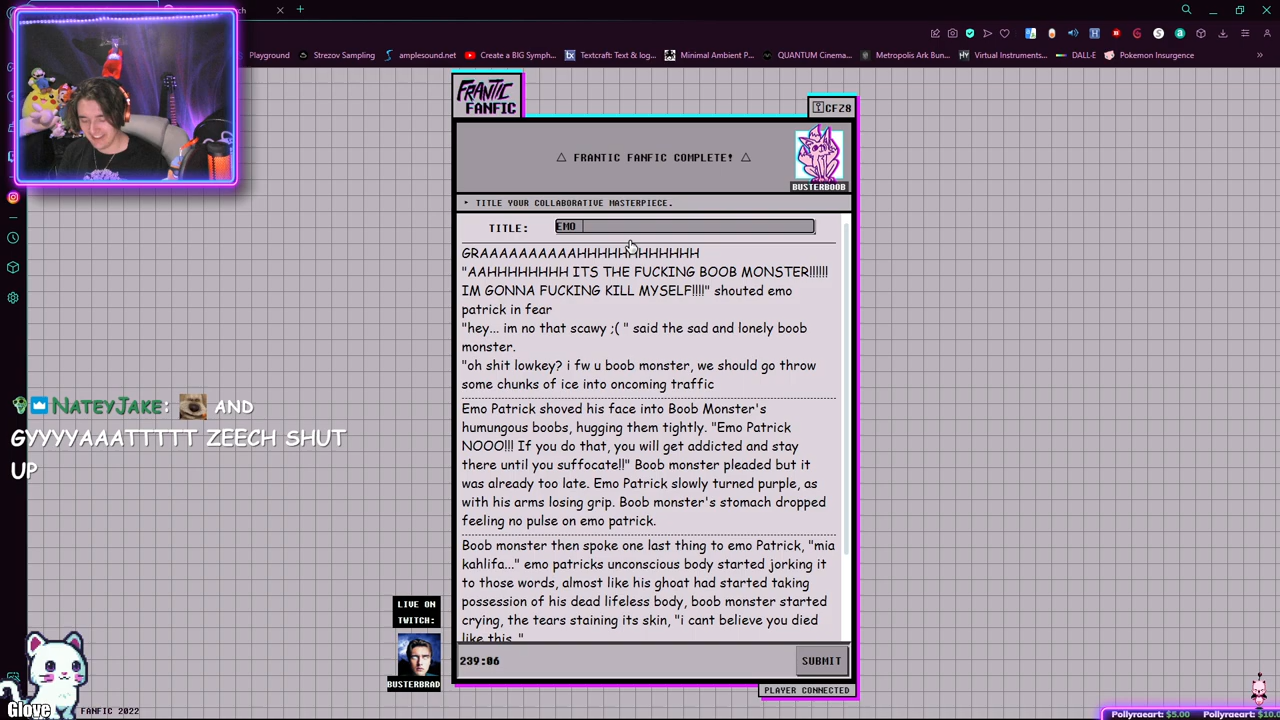 Playground
Strezov Sampling
amplesound.net
Create a BIG Symph...
Textcraft: Text & log...
Minimal Ambient P...
QUANTUM Cinema...
Metropolis Ark Bun...
Virtual Instruments...
DALL-E
Pokemon Insurgence
FRANTIC
FANFIC
CFZ8
△ FRANTIC FANFIC COMPLETE! △
BUSTERBOOB
▸ TITLE YOUR COLLABORATIVE MASTERPIECE.
TITLE:
EMO
GRAAAAAAAAAAHHHHHHHHHHHHH
"AAHHHHHHHH ITS THE FUCKING BOOB MONSTER!!!!!!
IM GONNA FUCKING KILL MYSELF!!!!" shouted emo
patrick in fear
"hey... im no that scawy ;( " said the sad and lonely boob
monster.
"oh shit lowkey? i fw u boob monster, we should go throw
some chunks of ice into oncoming traffic
Emo Patrick shoved his face into Boob Monster's
humungous boobs, hugging them tightly. "Emo Patrick
NOOO!!! If you do that, you will get addicted and stay
there until you suffocate!!" Boob monster pleaded but it
was already too late. Emo Patrick slowly turned purple, as
with his arms losing grip. Boob monster's stomach dropped
feeling no pulse on emo patrick.
Boob monster then spoke one last thing to emo Patrick, "mia
kahlifa..." emo patricks unconscious body started jorking it
to those words, almost like his ghoat had started taking
possession of his dead lifeless body, boob monster started
crying, the tears staining its skin, "i cant believe you died
like this. "
239:06
SUBMIT
PLAYER CONNECTED
LIVE ON
TWITCH:
BUSTERBRAD
NATEYJAKE: AND
GYYYYAAATTTTT ZEECH SHUT
UP
Glove
FANFIC 2022
Pollyraeart: $5.00 Pollyraeart: $10.